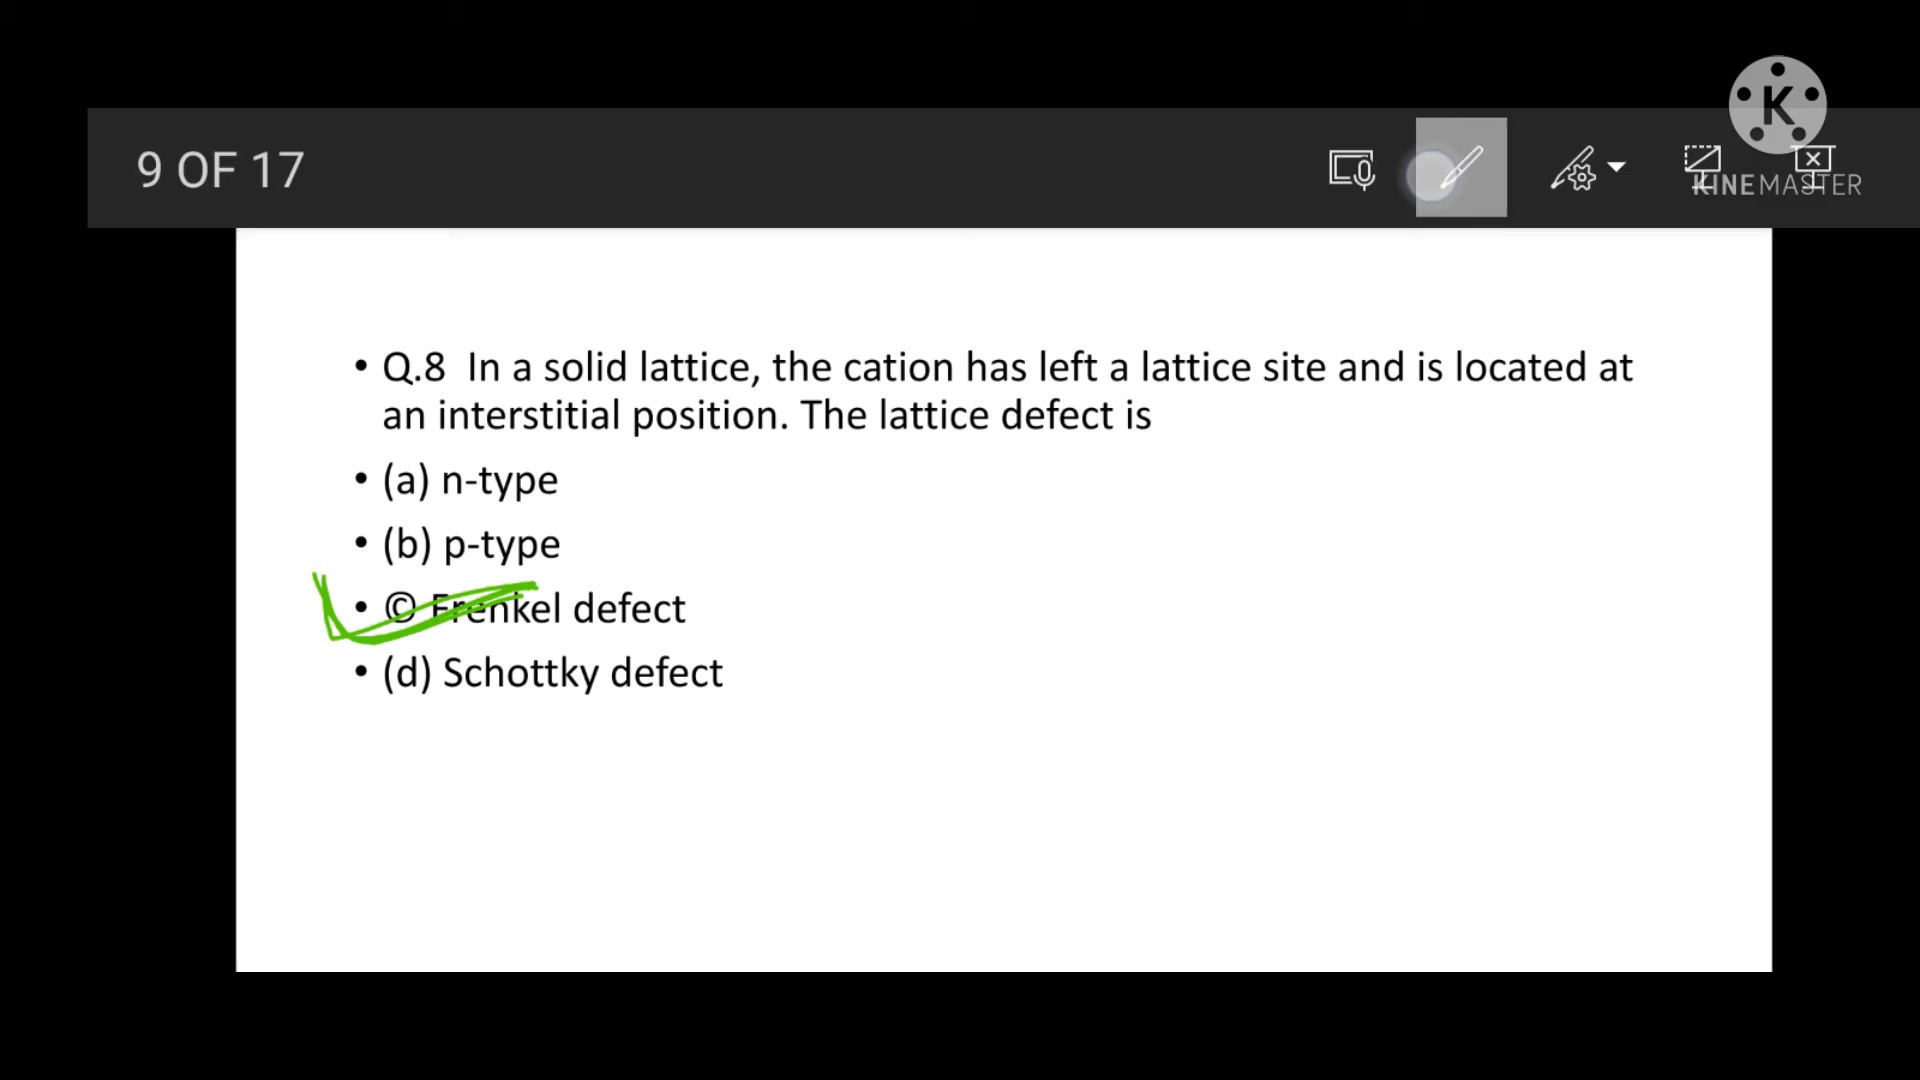 K
9 OF 17
KINEMASTER
• Q.8 In a solid lattice, the cation has left a lattice site and is located at
an interstitial position. The lattice defect is
• (a) n-type
• (b) p-type
• © Frenkel defect
• (d) Schottky defect